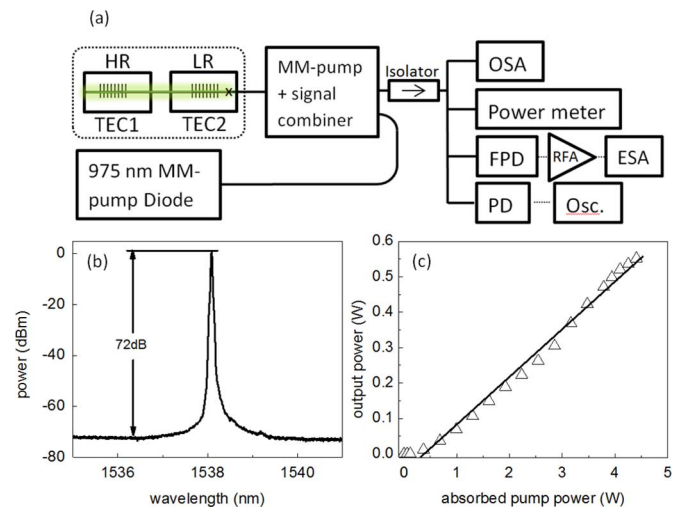 (a)
HR
LR
TEC1
TEC2
MM-pump
+ signal
combiner
Isolator
OSA
Power meter
FPD
RFA
ESA
PD
Osc.
975 nm MM-
pump Diode
(b)
72dB
0
-20
-40
-60
-80
power (dBm)
1536
1538
1540
wavelength (nm)
(c)
0.6
0.5
0.4
0.3
0.2
0.1
0.0
output power (W)
0
1
2
3
4
5
absorbed pump power (W)